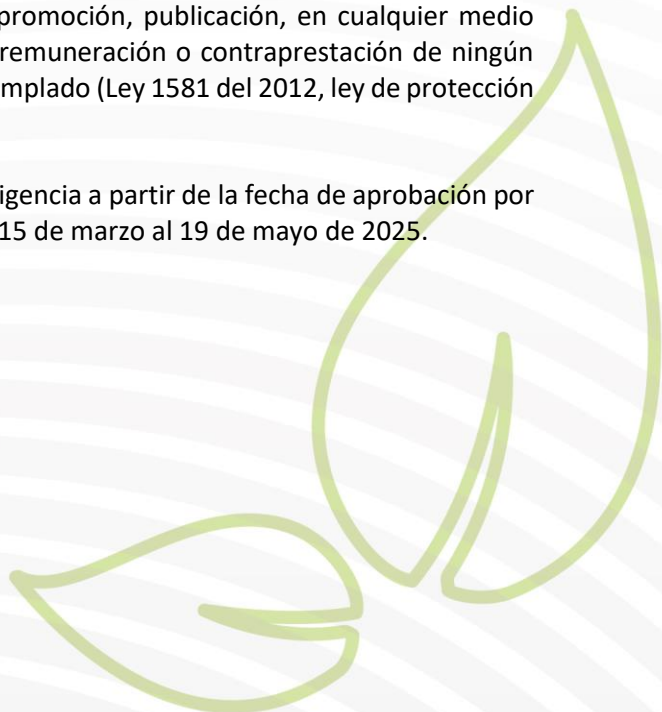 promoción, publicación, en cualquier medio
remuneración o contraprestación de ningún
mplado (Ley 1581 del 2012, ley de protección
igencia a partir de la fecha de aprobación por
15 de marzo al 19 de mayo de 2025.